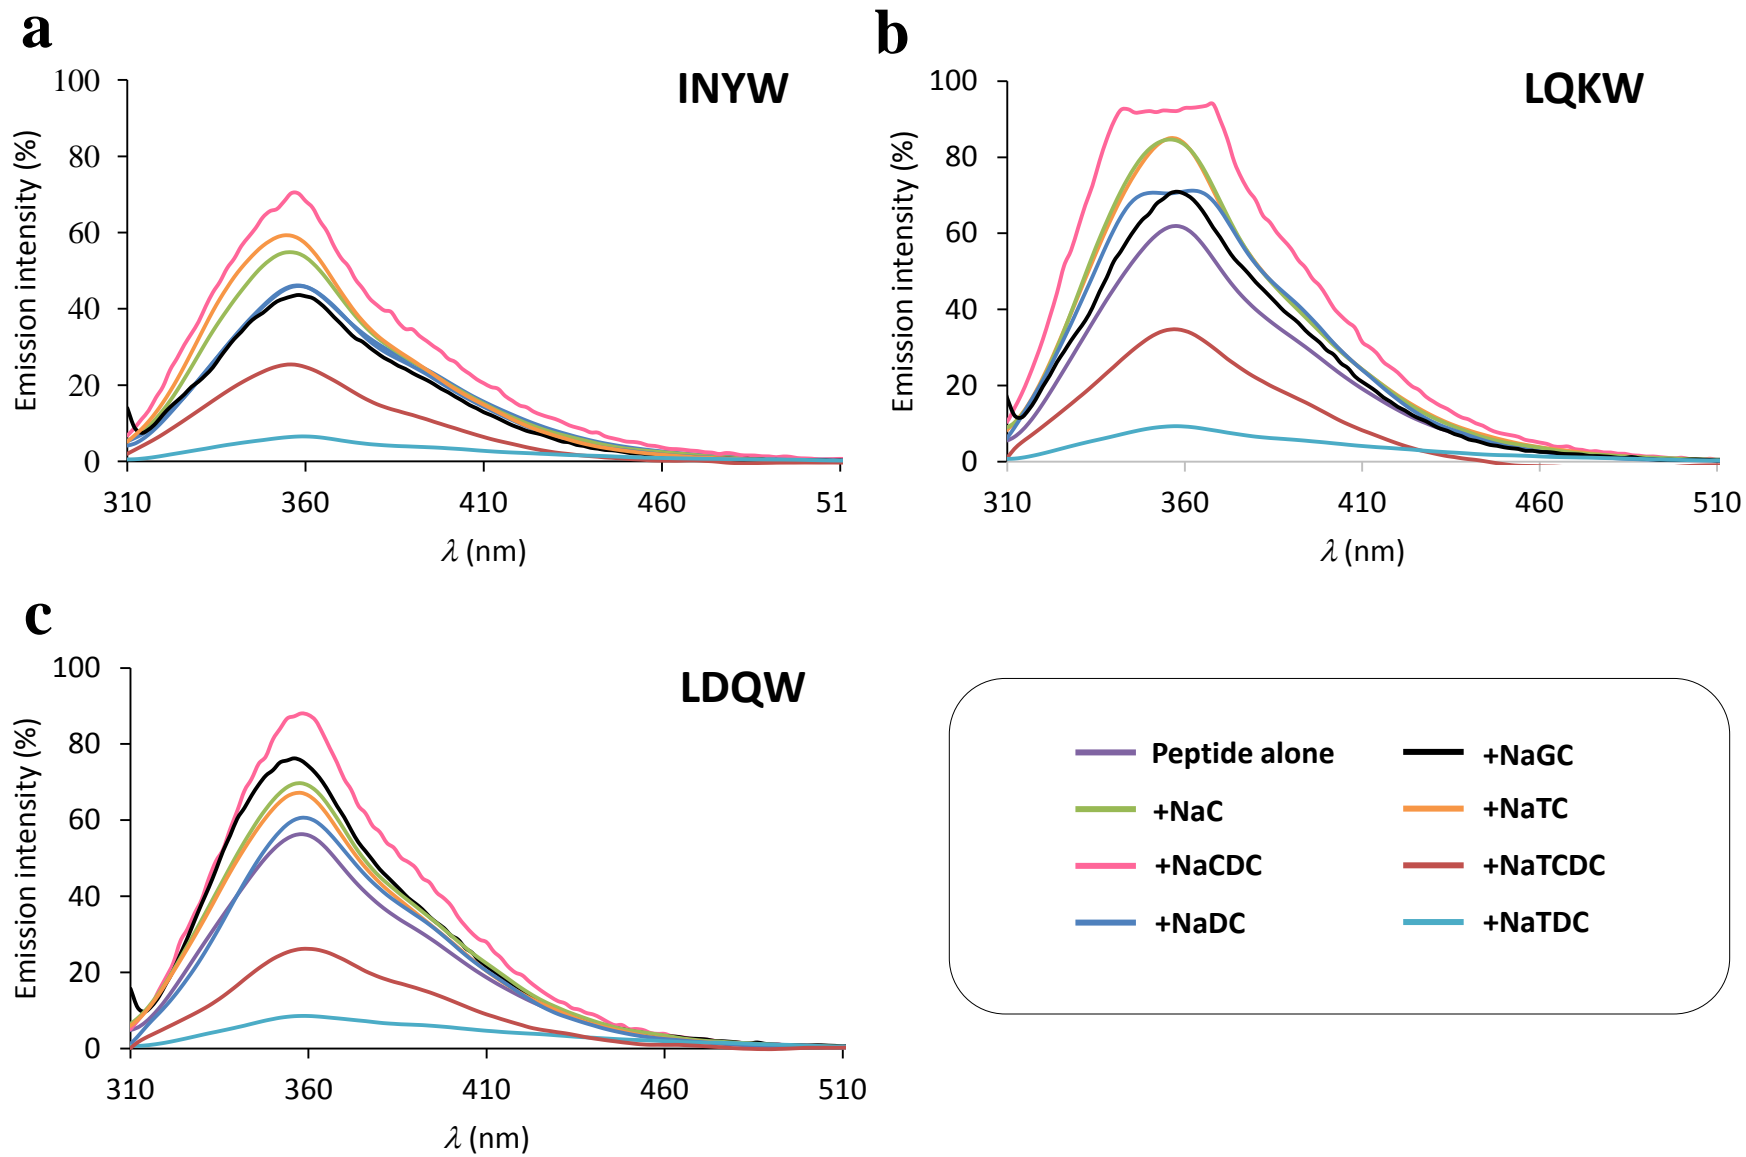 a
INYW
100
80
60
40
20
0
310
360
410
460
51
Emission intensity (%)
λ (nm)
b
LQKW
100
80
60
40
20
0
310
360
410
460
510
Emission intensity (%)
λ (nm)
c
LDQW
100
80
60
40
20
0
310
360
410
460
510
Emission intensity (%)
λ (nm)
Peptide alone
+NaC
+NaCDC
+NaDC
+NaGC
+NaTC
+NaTCDC
+NaTDC